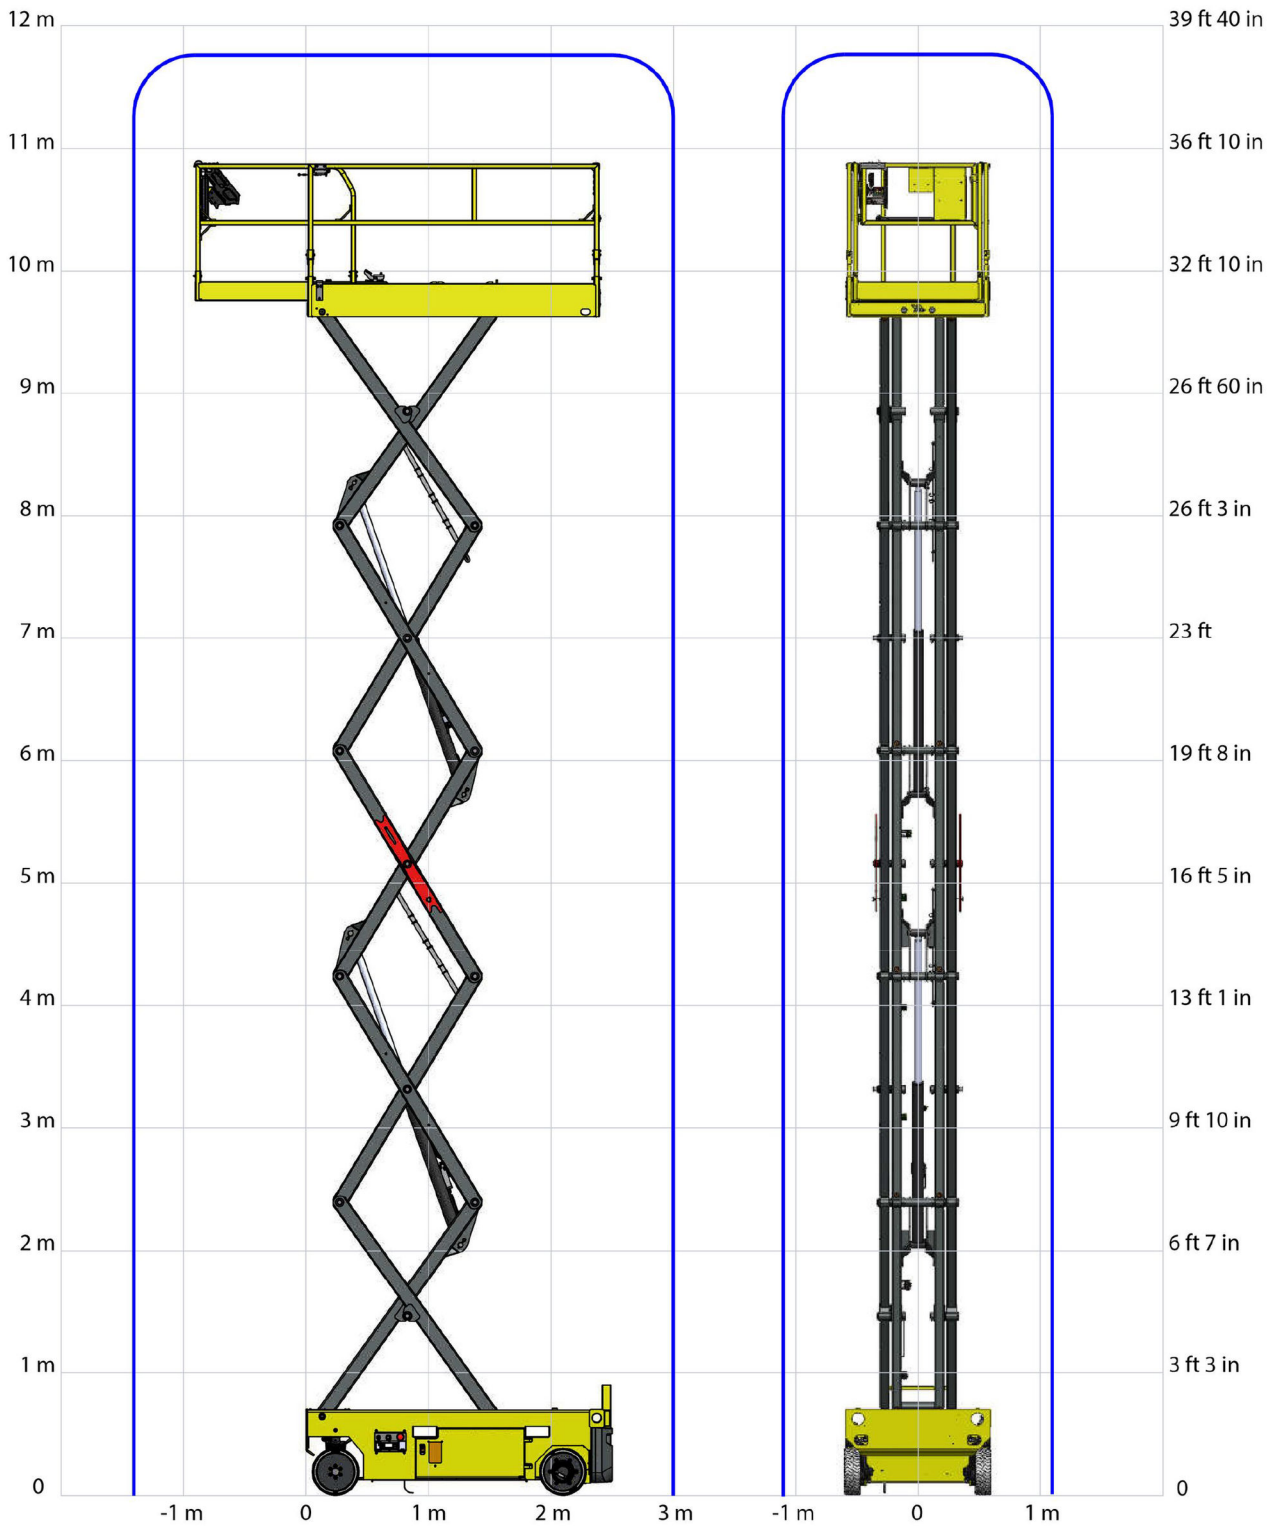 12 m 39 ft 40 in
11 m 36 ft 10 in
10 m 32 ft 10 in
9 m 26 ft 60 in
8 m 26 ft 3 in
7 m 23 ft
6 m 19 ft 8 in
5 m 16 ft 5 in
4 m 13 ft 1 in
3 m 9 ft 10 in
2 m 6 ft 7 in
1 m 3 ft 3 in
0 0
-1 m 0 1 m 2 m 3 m -1 m 0 1 m